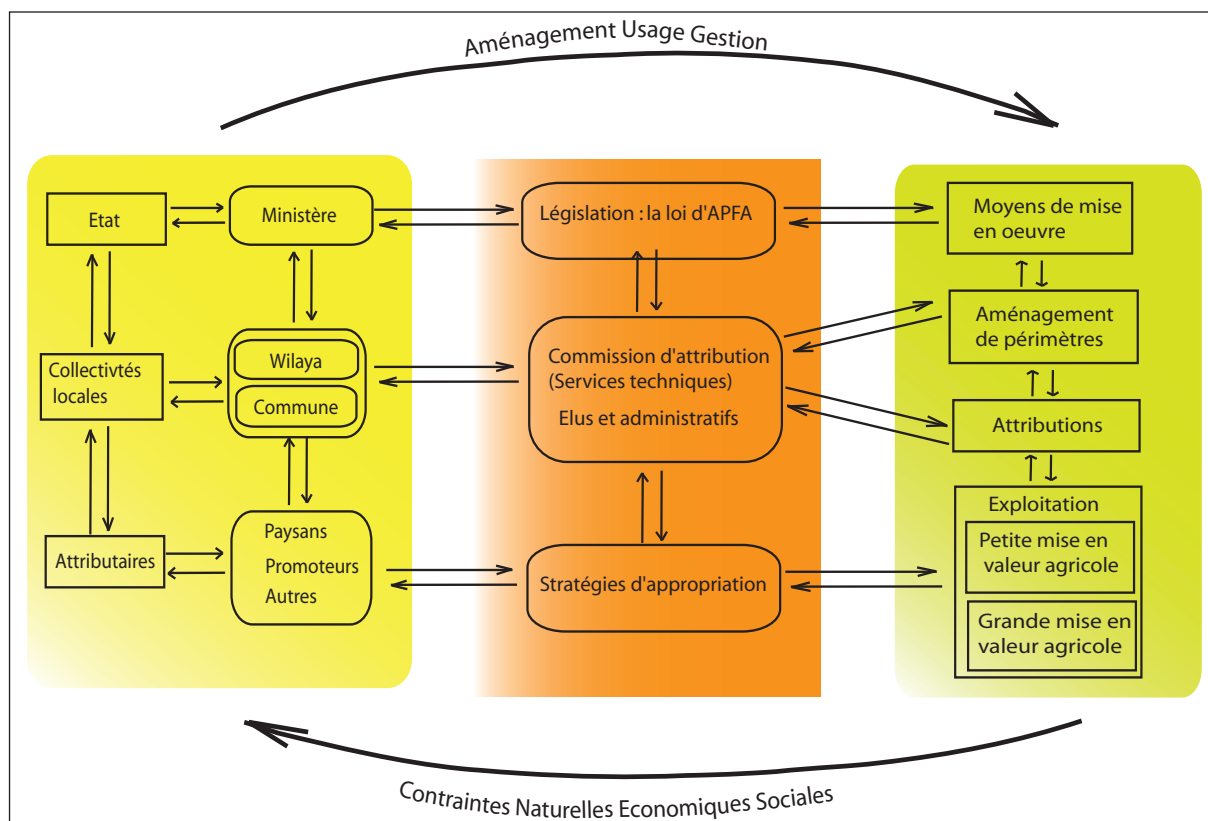 Aménagement Usage Gestion
Etat
Ministère
Collectivtés
locales
Wilaya
Commune
Attributaires
Paysans
Promoteurs
Autres
Législation : la loi d'APFA
Commission d'attribution
(Services techniques)
Elus et administratifs
Stratégies d'appropriation
Moyens de mise
en oeuvre
Aménagement
de périmètres
Attributions
Exploitation
Petite mise en
valeur agricole
Grande mise en
valeur agricole
Contraintes Naturelles Economiques Sociales